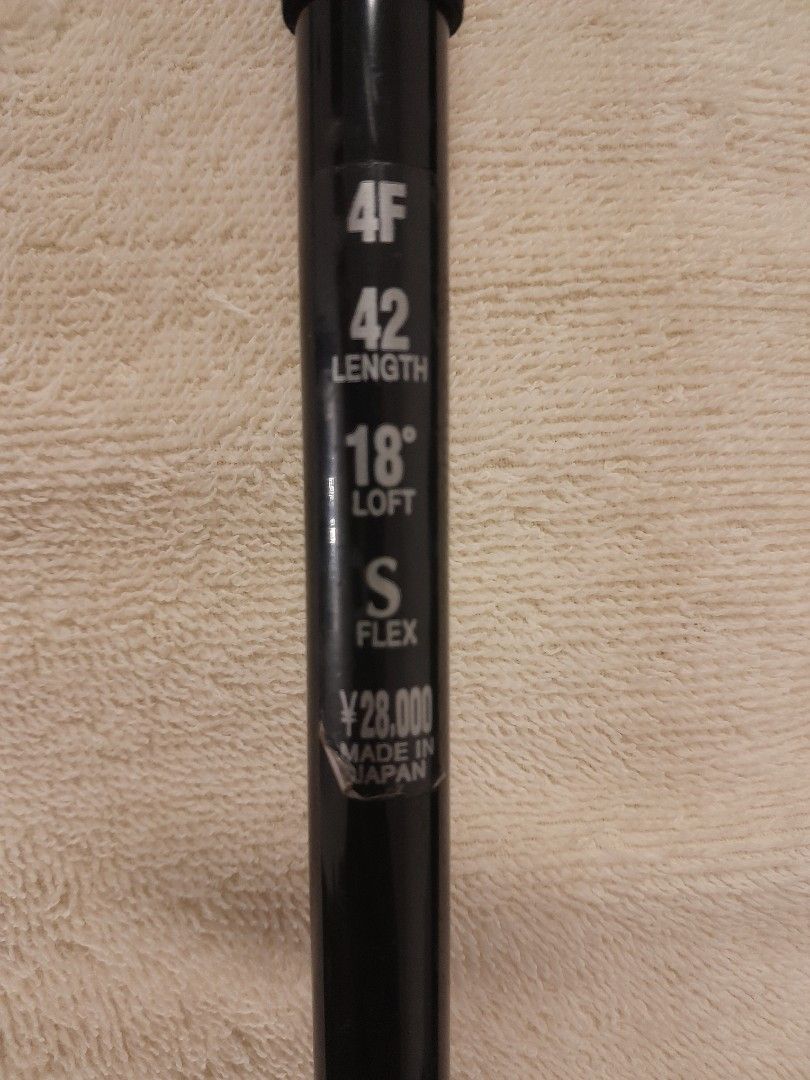 4F
42
LENGTH
18°
LOFT
S
FLEX
¥28,000
MADE IN
JAPAN